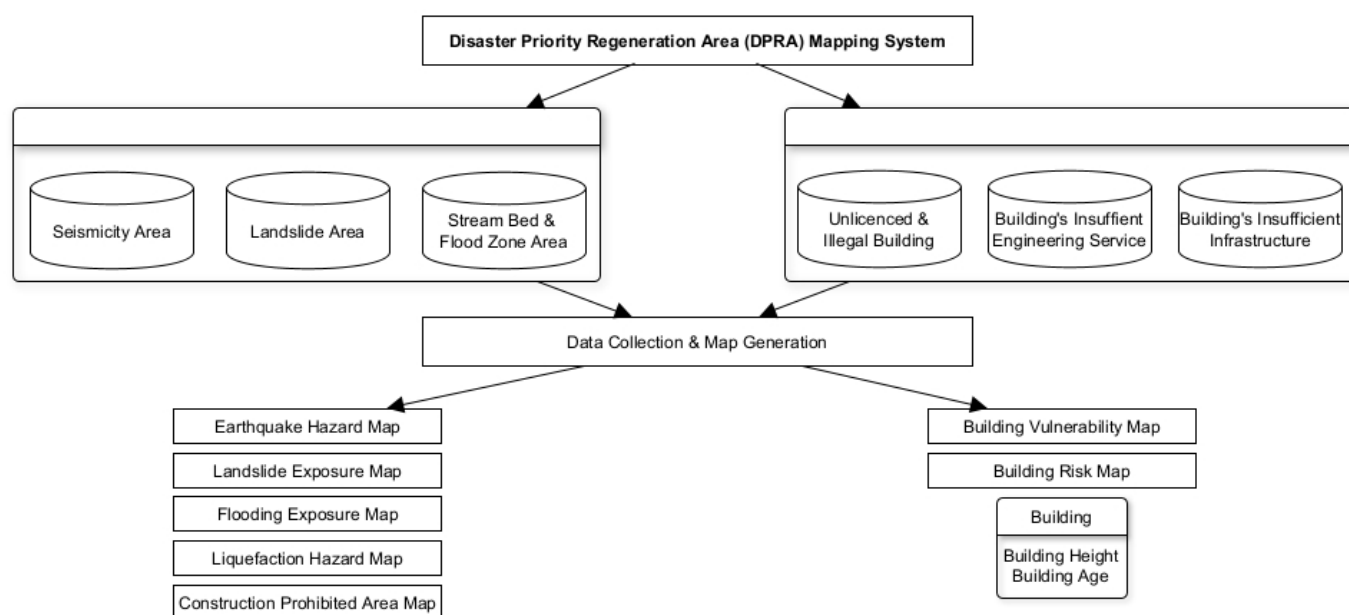 Disaster Priority Regeneration Area (DPRA) Mapping System
Seismicity Area
Landslide Area
Stream Bed &
Flood Zone Area
Unlicenced &
Illegal Building
Building's Insuffient
Engineering Service
Building's Insufficient
Infrastructure
Data Collection & Map Generation
Earthquake Hazard Map
Landslide Exposure Map
Flooding Exposure Map
Liquefaction Hazard Map
Construction Prohibited Area Map
Building Vulnerability Map
Building Risk Map
Building
Building Height
Building Age